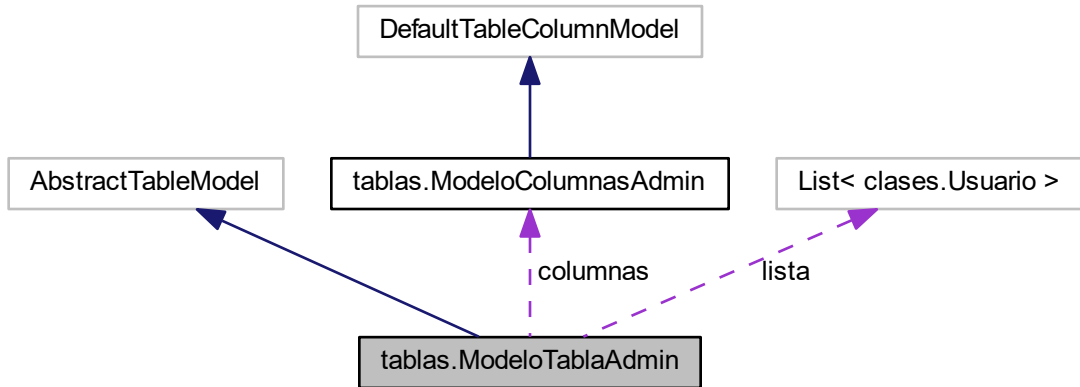 DefaultTableColumnModel
AbstractTableModel
tablas.ModeloColumnasAdmin
List< clases.Usuario >
columnas
lista
tablas.ModeloTablaAdmin